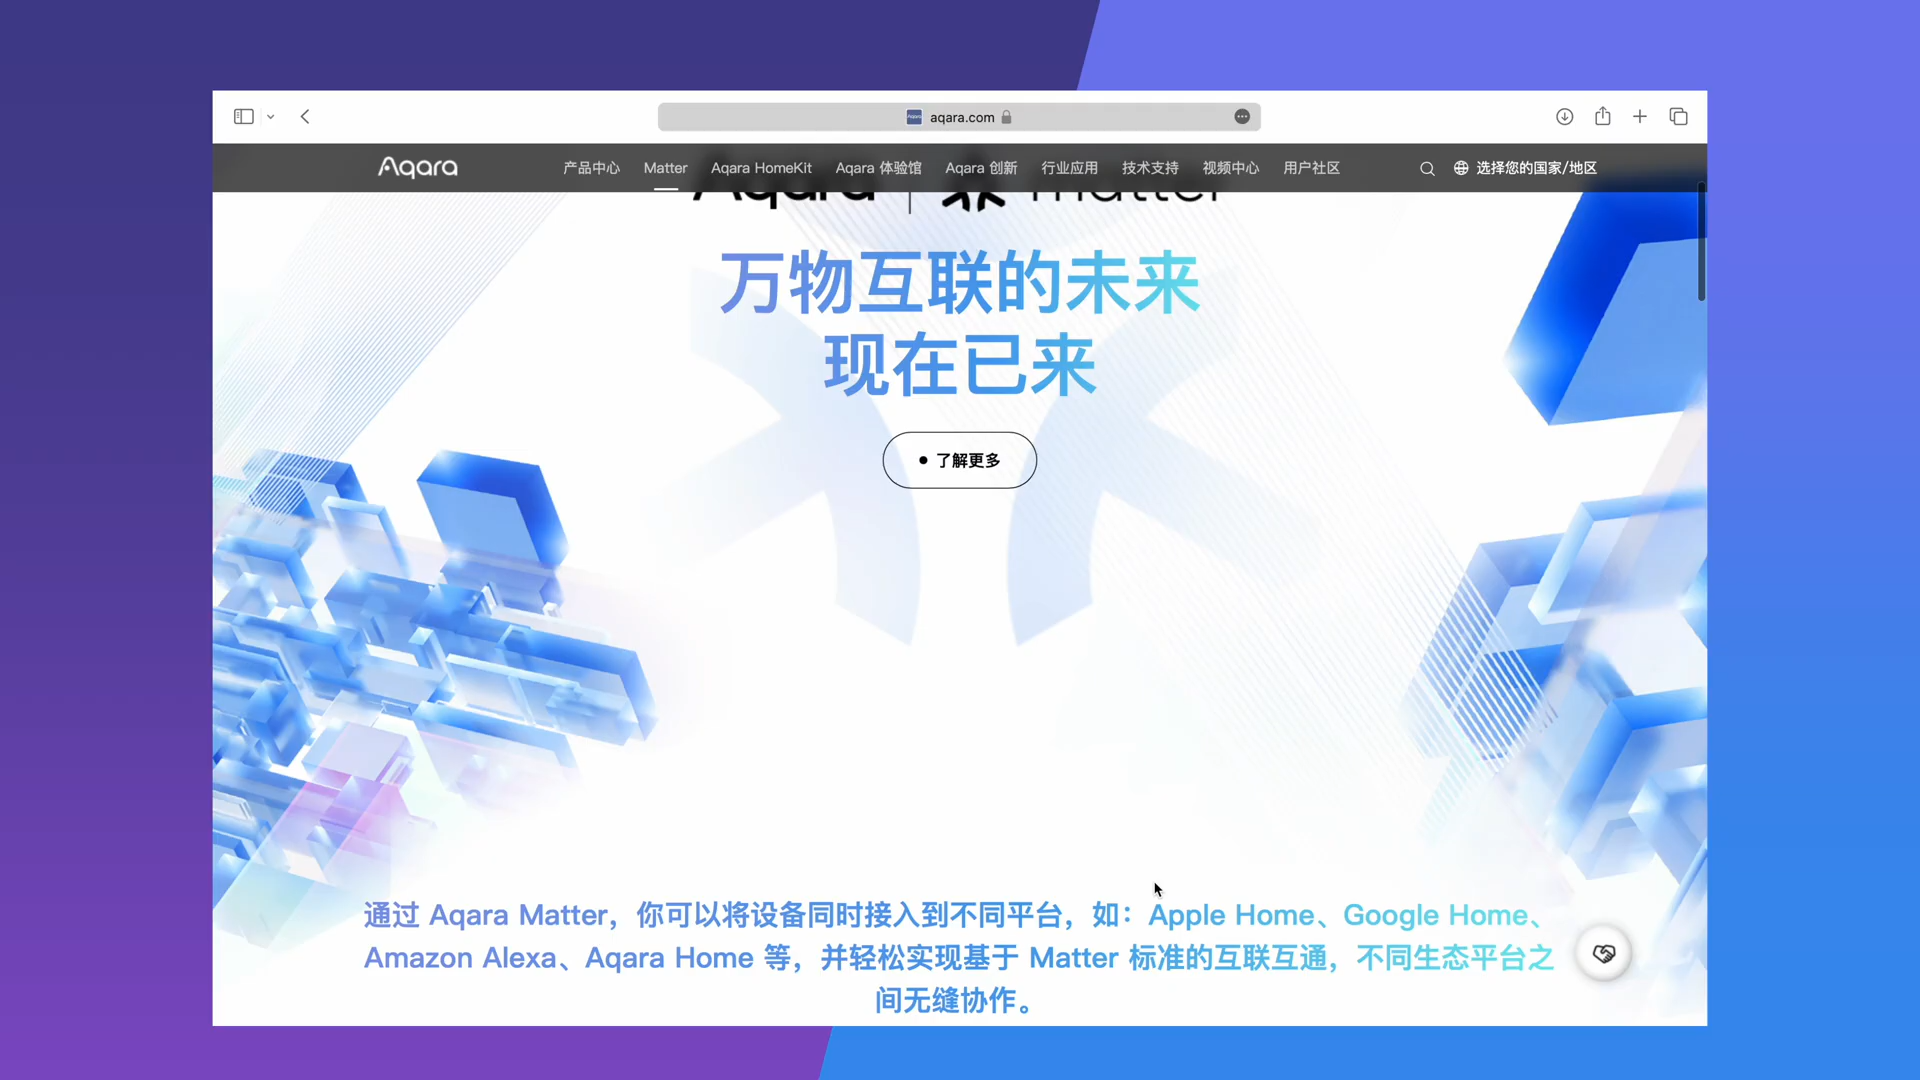 aqara.com
Aqara 产品中心 Matter Aqara HomeKit Aqara 体验馆 Aqara 创新 行业应用 技术支持 视频中心 用户社区 选择您的国家/地区
Aqara | matter
万物互联的未来
现在已来
了解更多
通过 Aqara Matter，你可以将设备同时接入到不同平台，如：Apple Home、Google Home、
Amazon Alexa、Aqara Home 等，并轻松实现基于 Matter 标准的互联互通，不同生态平台之
间无缝协作。